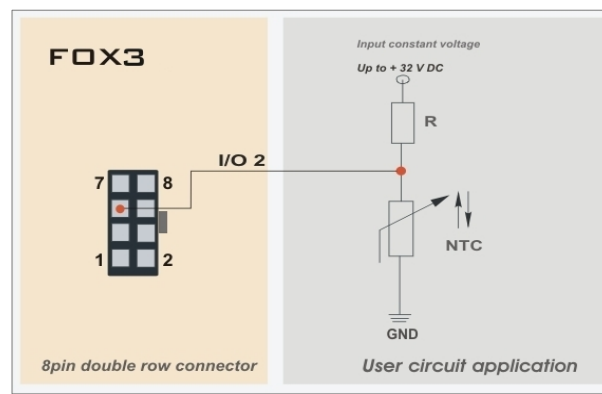 FOX3
Input constant voltage
Up to + 32 V DC
R
I/O 2
7 8
1 2
NTC
GND
8pin double row connector
User circuit application